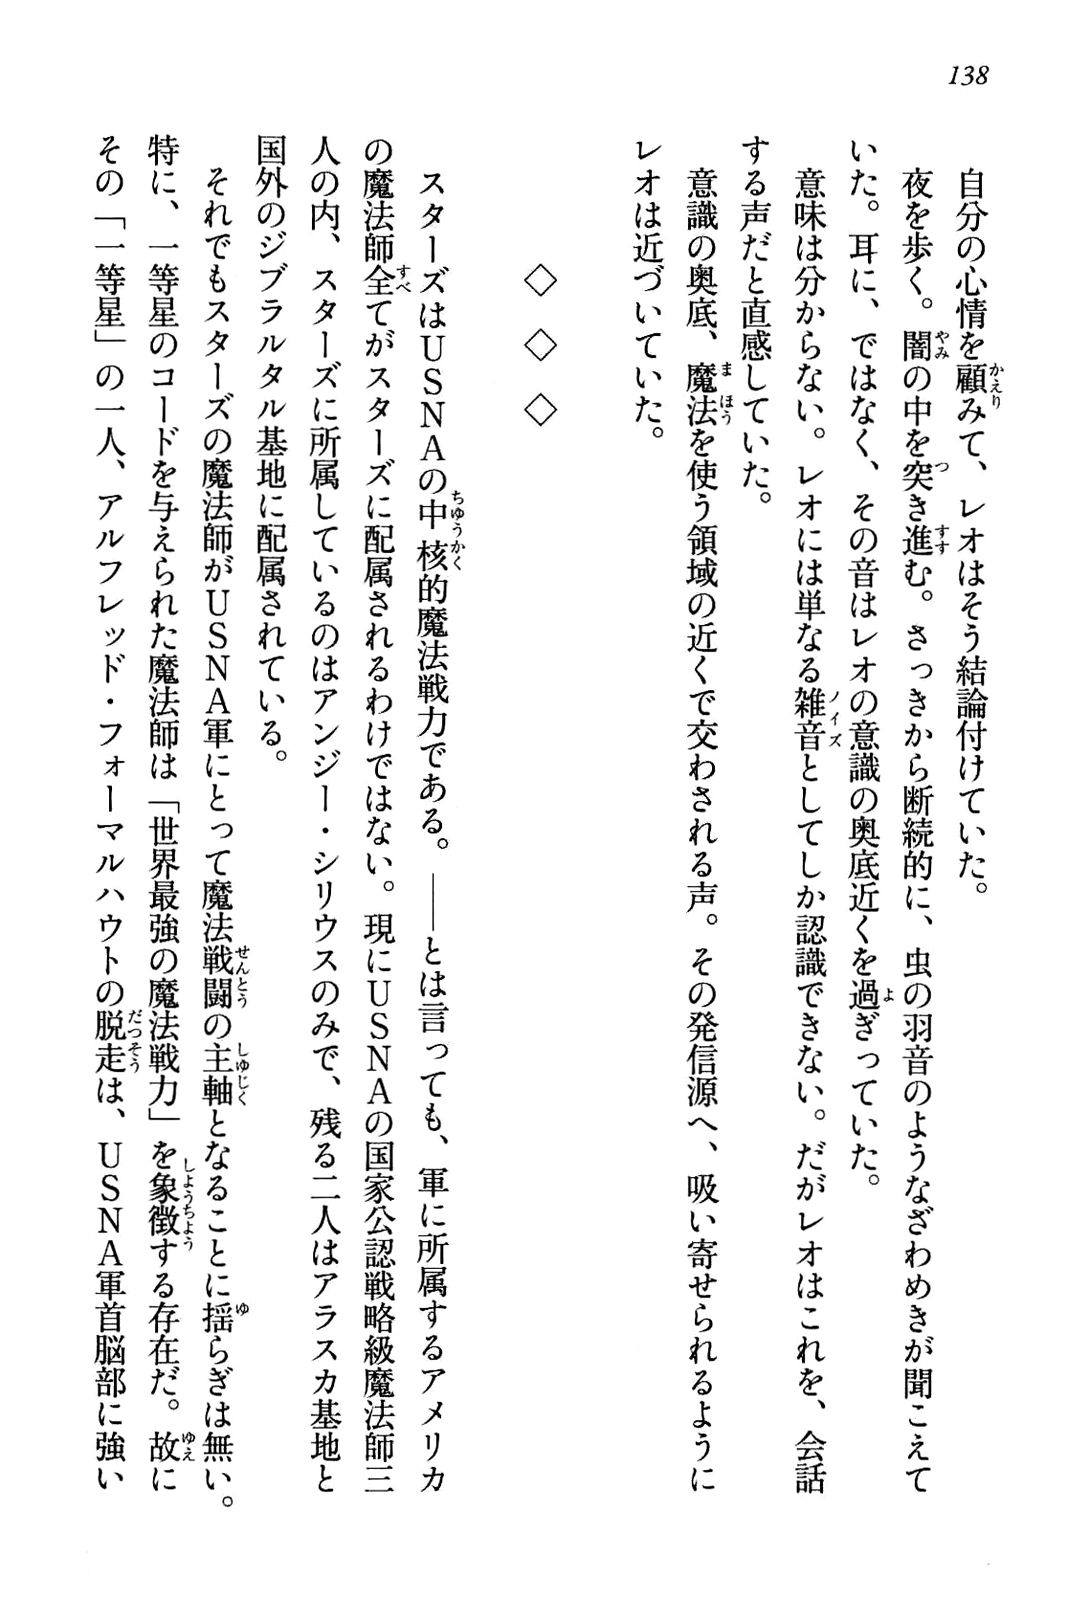 138
自分の心情を顧みて、レオはそう結論付けていた。
夜を歩く。闇の中を突き進む。さっきから断続的に、虫の羽音のようなざわめきが聞こえて
いた。耳に、ではなく、その音はレオの意識の奥底近くを過ぎっていた。
意味は分からない。レオには単なる雑音としてしか認識できない。だがレオはこれを、会話
する声だと直感していた。
意識の奥底、魔法を使う領域の近くで交わされる声。その発信源へ、吸い寄せられるように
レオは近づいていた。
◇ ◇ ◇
スターズはUSNAの中核的魔法戦力である。――とは言っても、軍に所属するアメリカ
の魔法師全てがスターズに配属されるわけではない。現にUSNAの国家公認戦略級魔法師三
人の内、スターズに所属しているのはアンジー・シリウスのみで、残る二人はアラスカ基地と
国外のジブラルタル基地に配属されている。
それでもスターズの魔法師がUSNA軍にとって魔法戦闘の主軸となることに揺らぎは無い。
特に、一等星のコードを与えられた魔法師は「世界最強の魔法戦力」を象徴する存在だ。故に
その「一等星」の一人、アルフレッド・フォーマルハウトの脱走は、USNA軍首脳部に強い